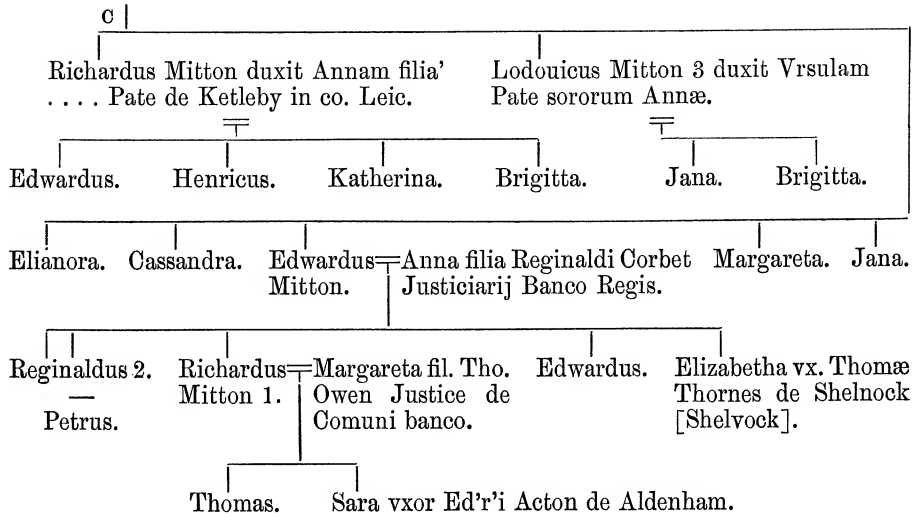 C
Richardus Mitton duxit Annam filia'
. . . . Pate de Ketleby in co. Leic.
Lodouicus Mitton 3 duxit Vrsulam
Pate sororum Annæ.
Edwardus. Henricus. Katherina. Brigitta. Jana. Brigitta.
Elianora. Cassandra. Edwardus Anna filia Reginaldi Corbet Margareta. Jana.
Mitton. Justiciarij Banco Regis.
Reginaldus 2.
—
Petrus.
Richardus Margareta fil. Tho.
Mitton 1. Owen Justice de
Comuni banco.
Edwardus.
Elizabetha vx. Thomæ
Thornes de Shelnock
[Shelvock].
Thomas. Sara vxor Ed'r'i Acton de Aldenham.